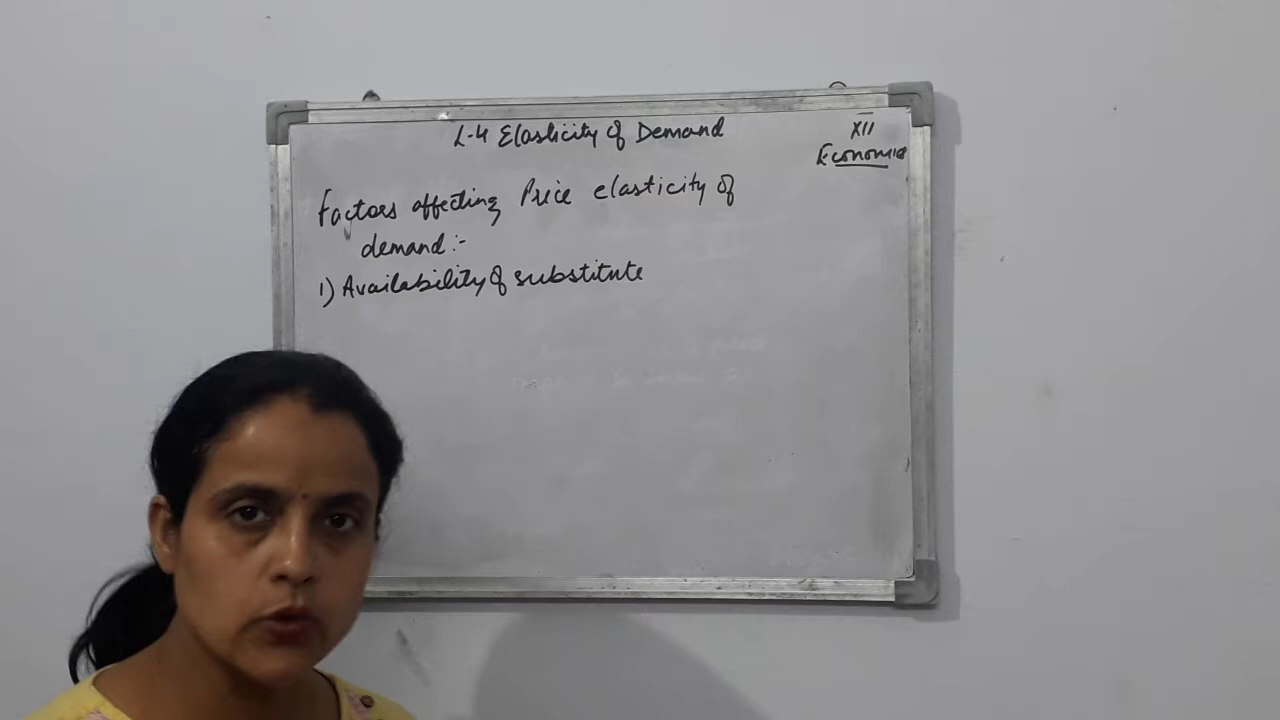 L-4 Elasticity of Demand
XII
Economics
Factors affecting Price elasticity of
demand :-
1) Availability of substitute